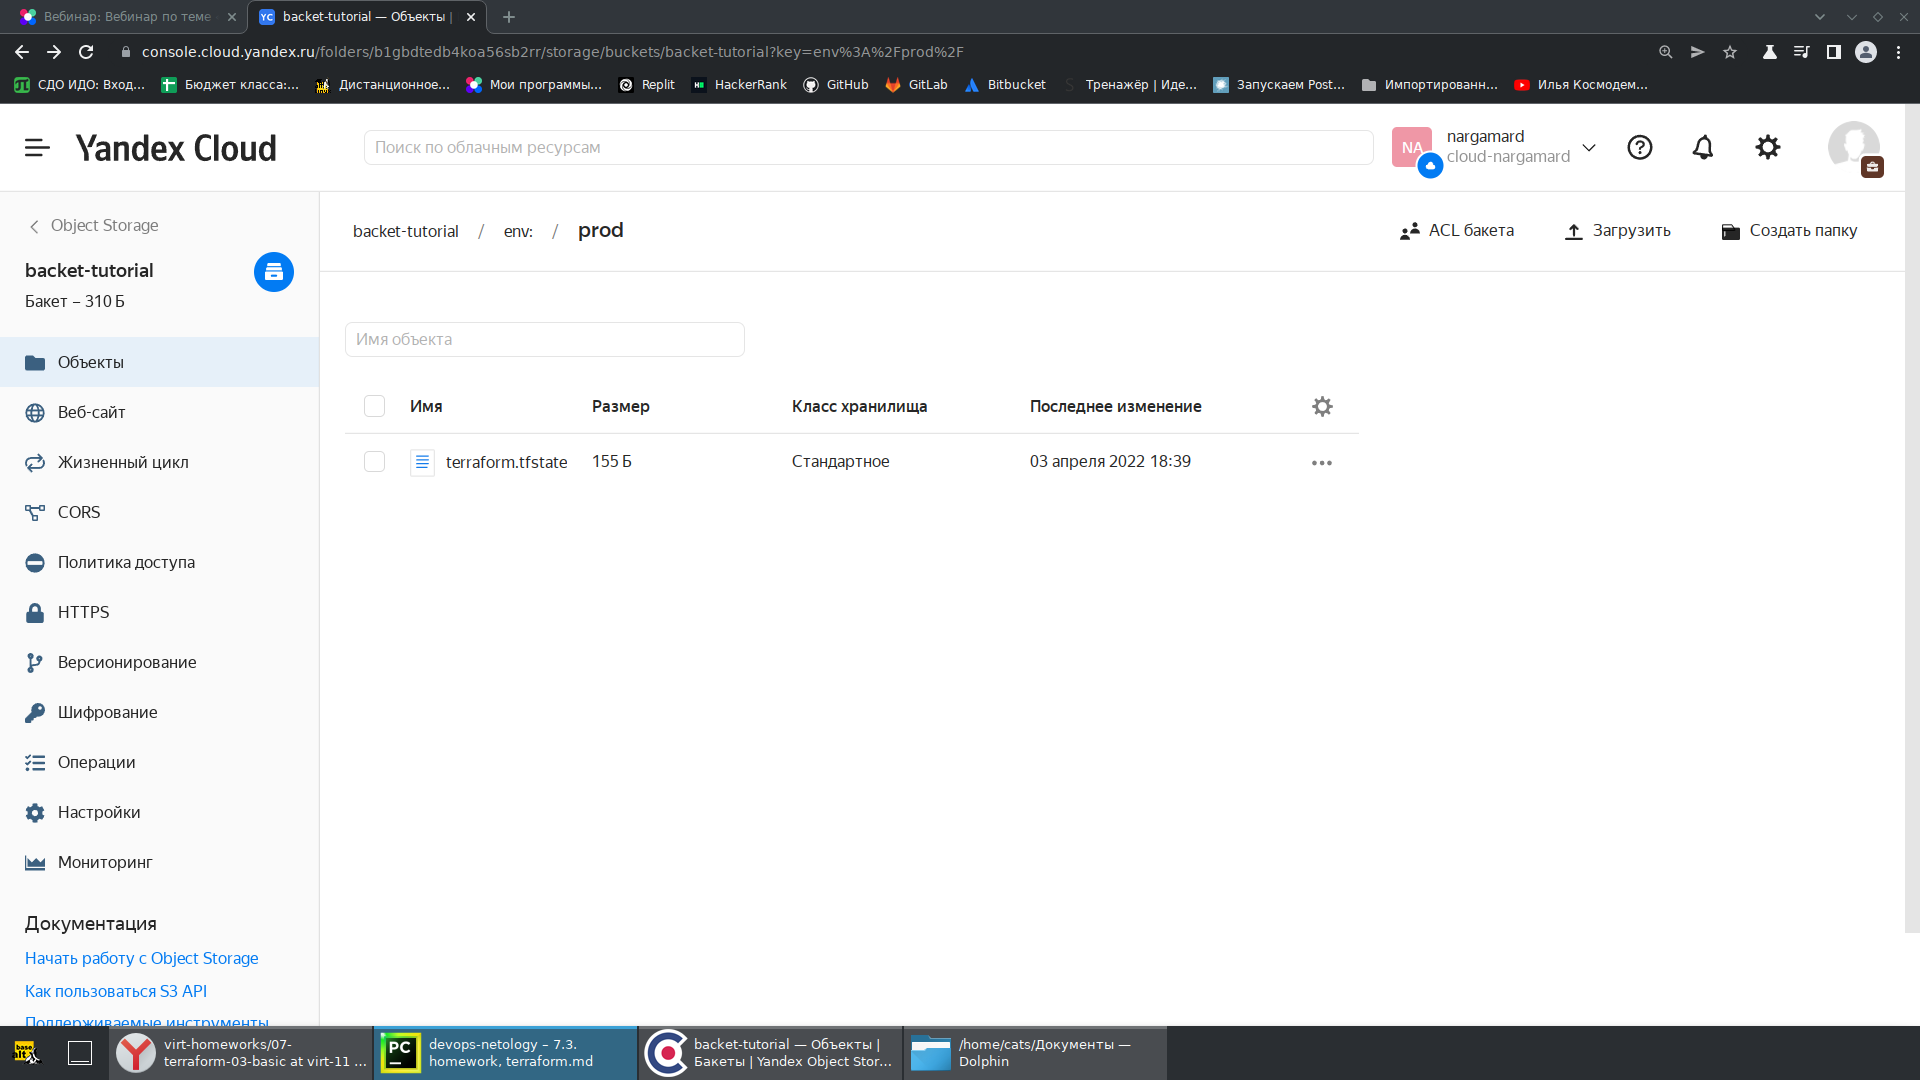 Вебинар: Вебинар по теме
backet-tutorial — Объекты |
console.cloud.yandex.ru/folders/b1gbdtedb4koa56sb2rr/storage/buckets/backet-tutorial?key=env%3A%2Fprod%2F
СДО ИДО: Вход...
Бюджет класса:...
Дистанционное...
Мои программы...
Replit
HackerRank
GitHub
GitLab
Bitbucket
Тренажёр | Иде...
Запускаем Post...
Импортированн...
Илья Космодем...
Yandex Cloud
Поиск по облачным ресурсам
NA
nargamard
cloud-nargamard
Object Storage
backet-tutorial
Бакет – 310 Б
backet-tutorial / env: / prod
ACL бакета
Загрузить
Создать папку
Объекты
Веб-сайт
Жизненный цикл
CORS
Политика доступа
HTTPS
Версионирование
Шифрование
Операции
Настройки
Мониторинг
Документация
Начать работу с Object Storage
Как пользоваться S3 API
Поддерживаемые инструменты
Имя объекта
Имя Размер Класс хранилища Последнее изменение
terraform.tfstate 155 Б Стандартное 03 апреля 2022 18:39
virt-homeworks/07-
terraform-03-basic at virt-11 ...
devops-netology – 7.3.
homework, terraform.md
backet-tutorial — Объекты |
Бакеты | Yandex Object Stor...
/home/cats/Документы —
Dolphin